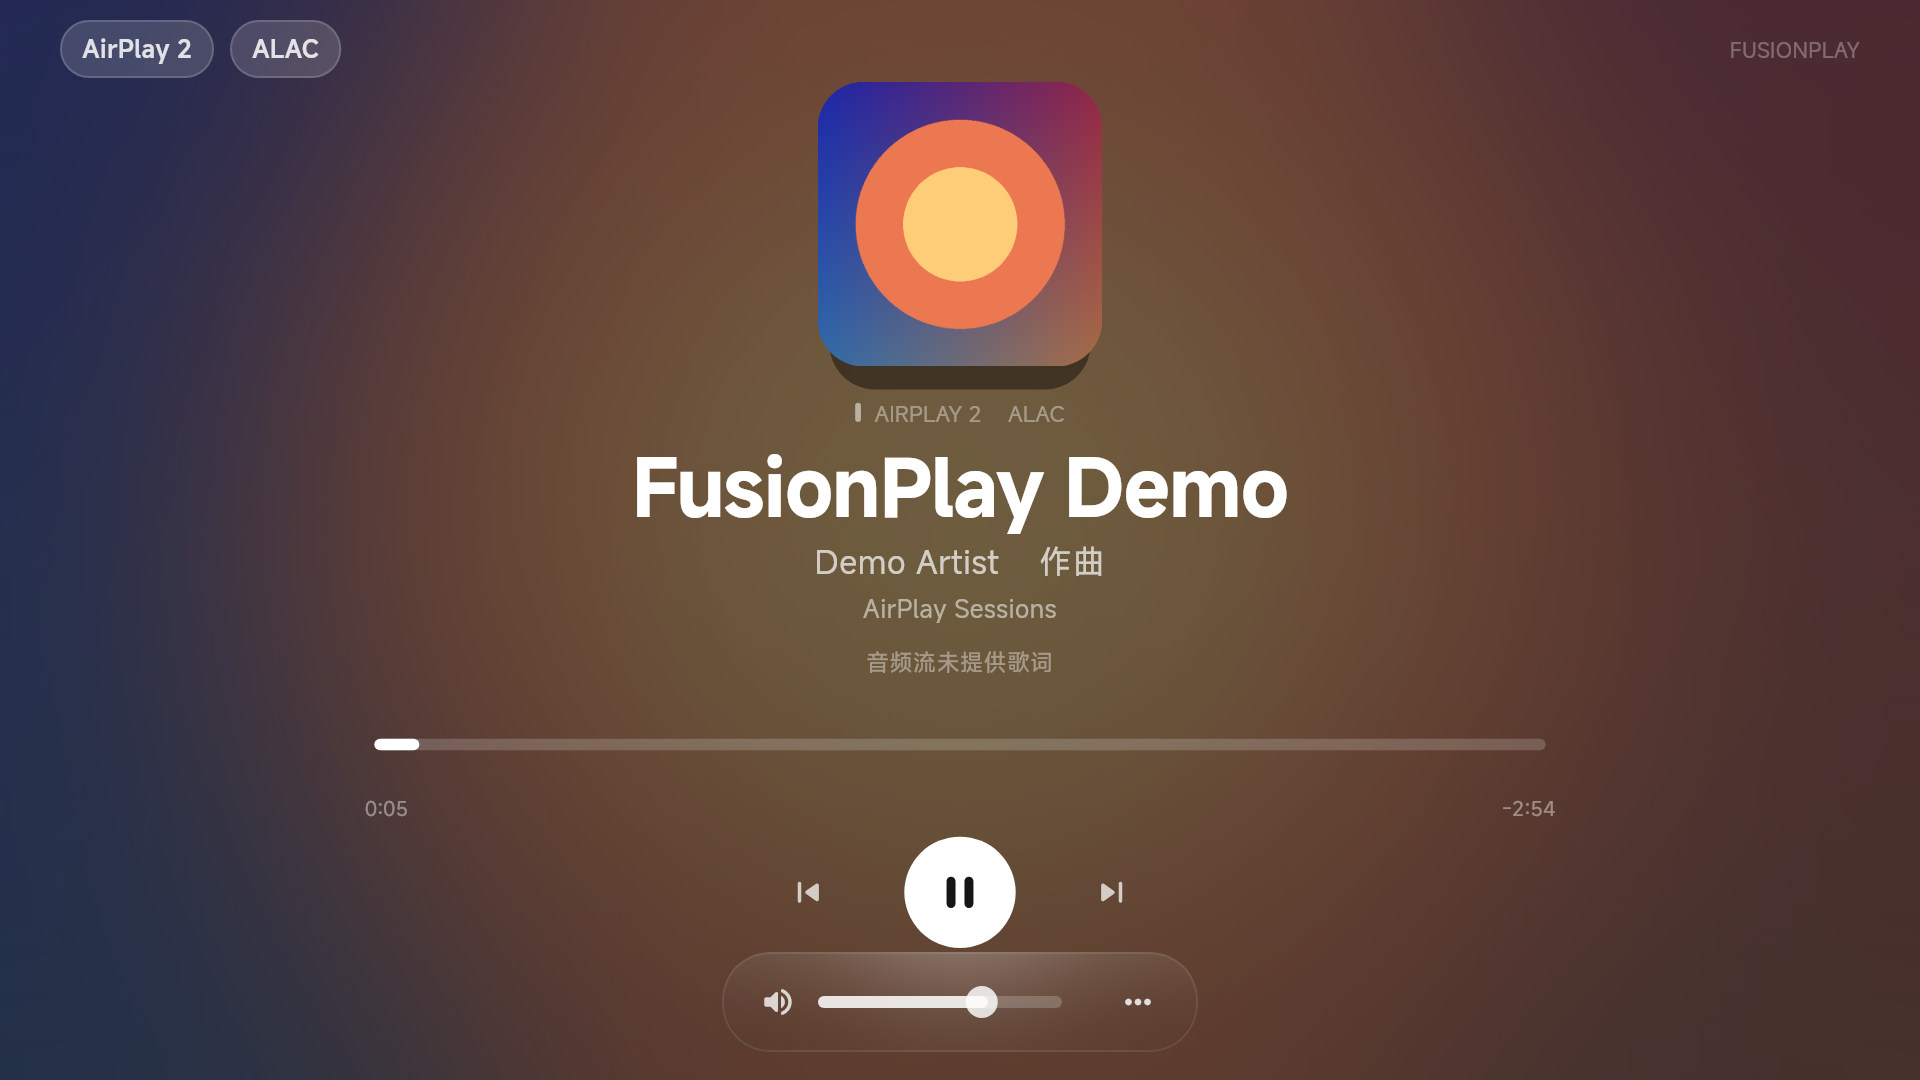 AirPlay 2 ALAC FUSIONPLAY
AIRPLAY 2 ALAC
FusionPlay Demo
Demo Artist 作曲
AirPlay Sessions
音频流未提供歌词
0:05 -2:54